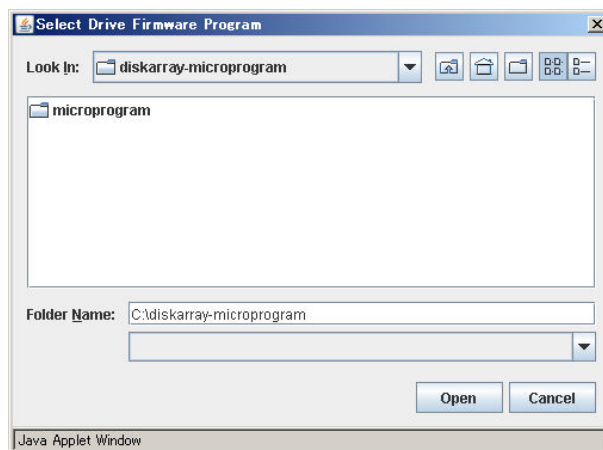 Select Drive Firmware Program
Look In: diskarray-microprogram
microprogram
Folder Name: C:\diskarray-microprogram
Open Cancel
Java Applet Window